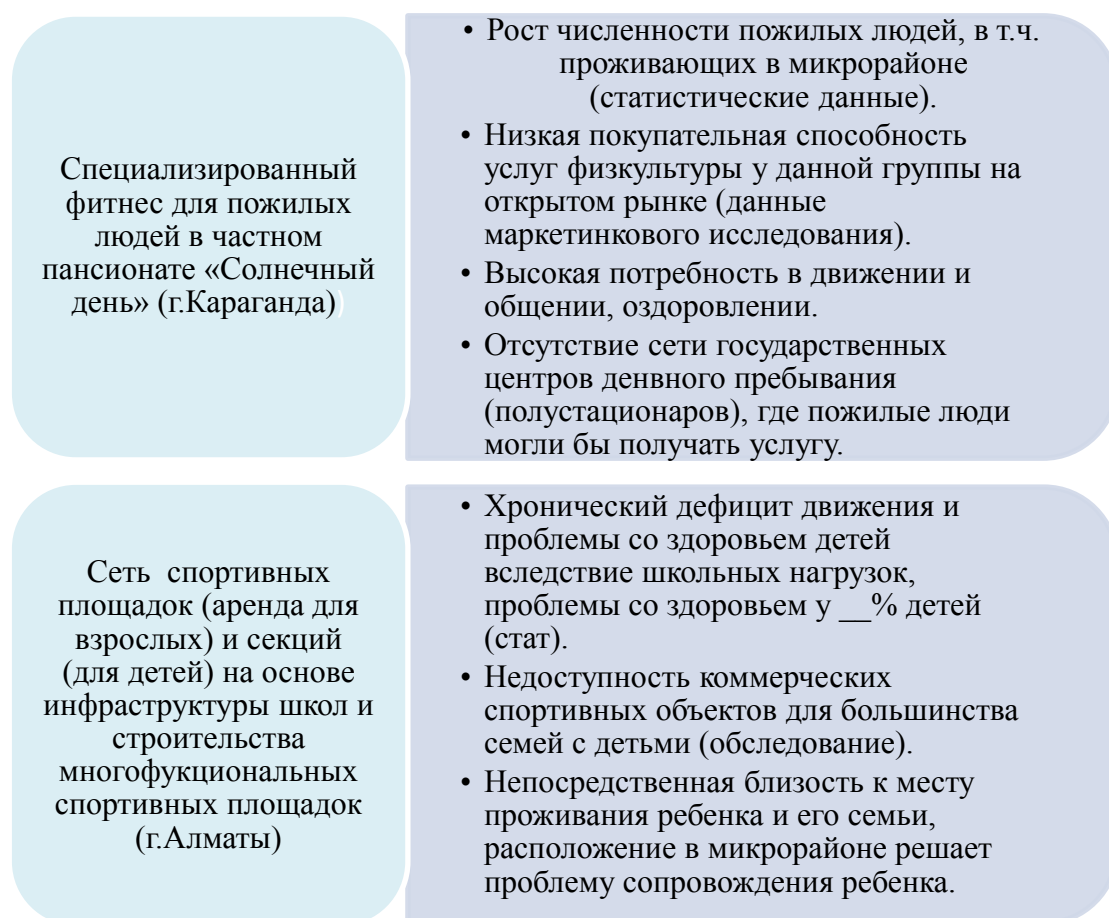 Специализированный
фитнес для пожилых
людей в частном
пансионате «Солнечный
день» (г.Караганда))
• Рост численности пожилых людей, в т.ч.
проживающих в микрорайоне
(статистические данные).
• Низкая покупательная способность
услуг физкультуры у данной группы на
открытом рынке (данные
маркетинкового исследования).
• Высокая потребность в движении и
общении, оздоровлении.
• Отсутствие сети государственных
центров денвного пребывания
(полустационаров), где пожилые люди
могли бы получать услугу.
Сеть спортивных
площадок (аренда для
взрослых) и секций
(для детей) на основе
инфраструктуры школ и
строительства
многофукциональных
спортивных площадок
(г.Алматы)
• Хронический дефицит движения и
проблемы со здоровьем детей
вследствие школьных нагрузок,
проблемы со здоровьем у __% детей
(стат).
• Недоступность коммерческих
спортивных объектов для большинства
семей с детьми (обследование).
• Непосредственная близость к месту
проживания ребенка и его семьи,
расположение в микрорайоне решает
проблему сопровождения ребенка.